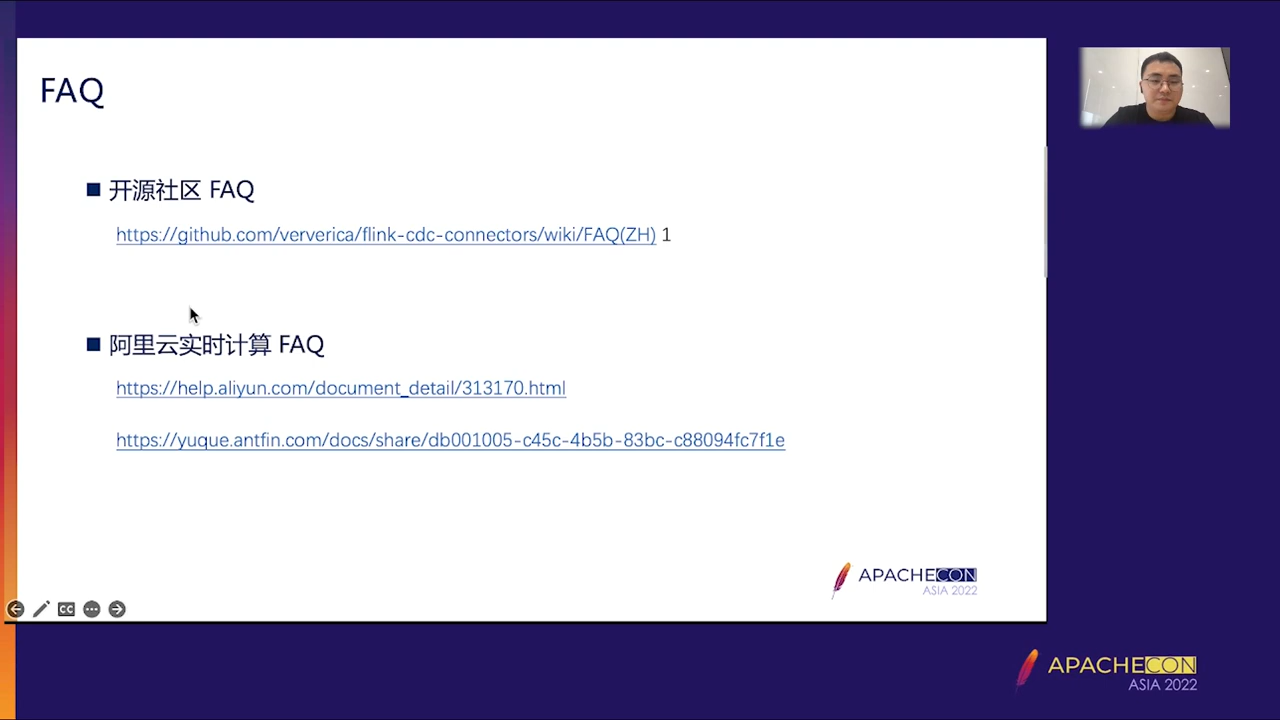 FAQ
开源社区 FAQ
https://github.com/ververica/flink-cdc-connectors/wiki/FAQ(ZH) 1
阿里云实时计算 FAQ
https://help.aliyun.com/document_detail/313170.html
https://yuque.antfin.com/docs/share/db001005-c45c-4b5b-83bc-c88094fc7f1e
APACHECON
ASIA 2022
CC
APACHECON
ASIA 2022